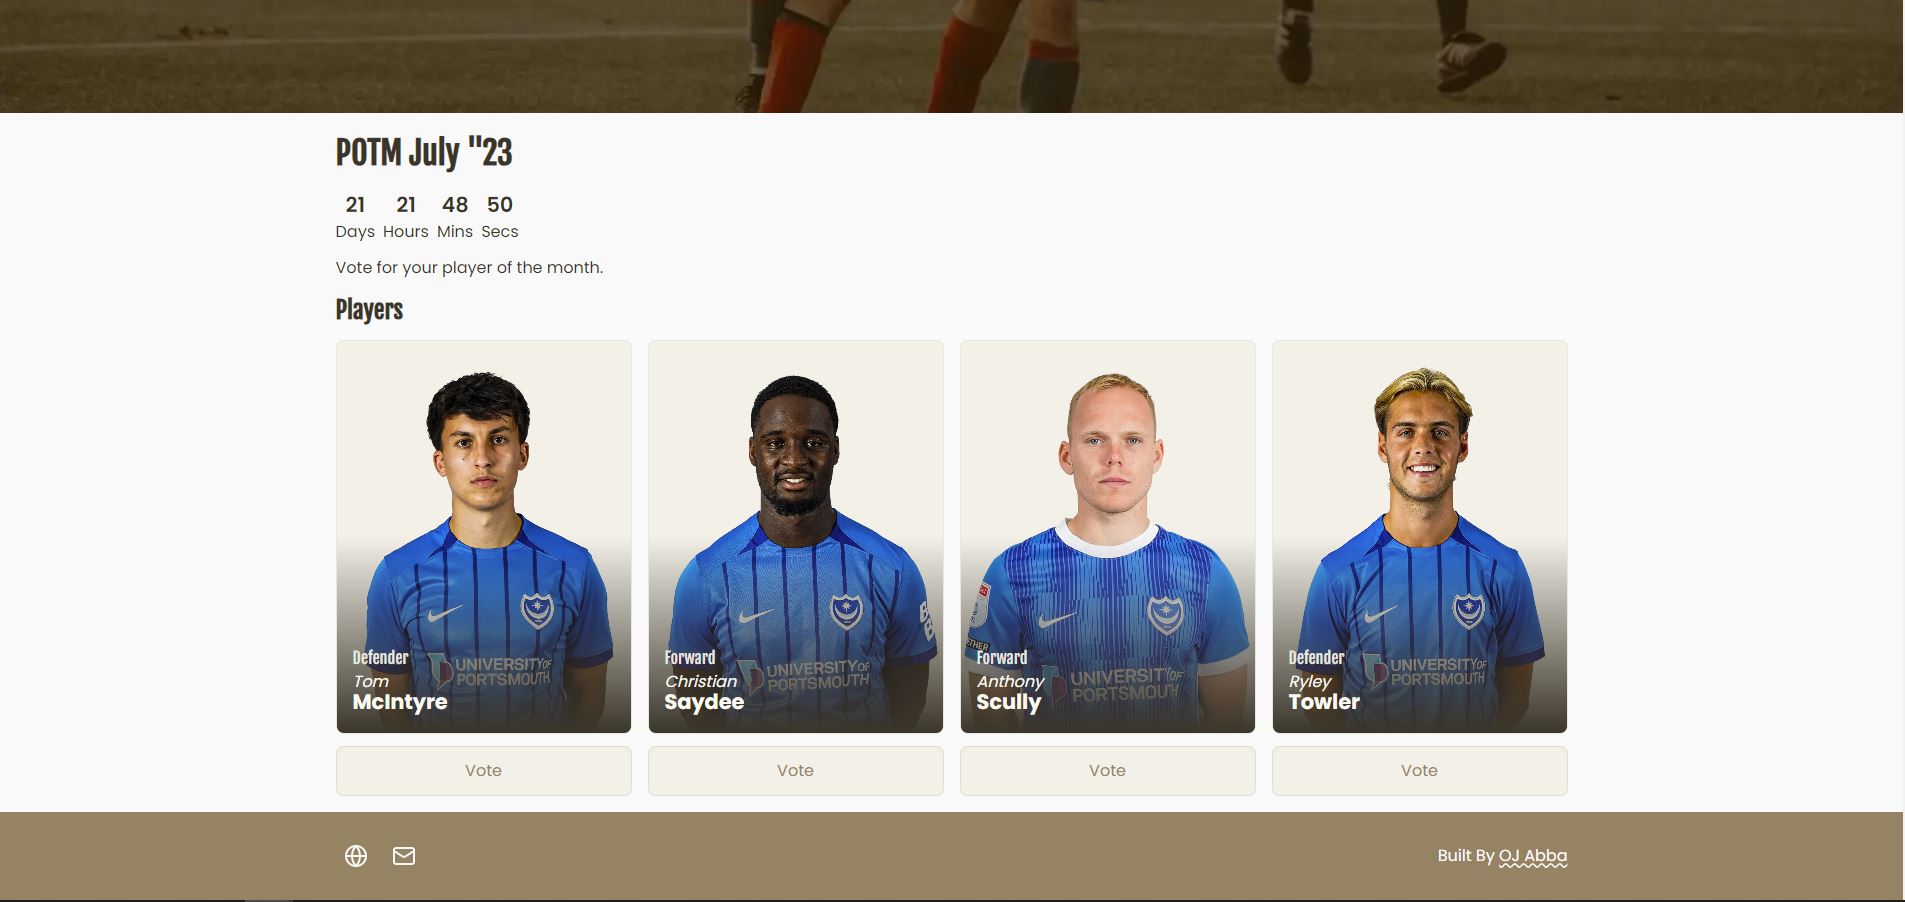 POTM July "23
21 21 48 50
Days Hours Mins Secs
Vote for your player of the month.
Players
Defender
Tom
McIntyre
UNIVERSITY OF
PORTSMOUTH
Vote
Forward
Christian
Saydee
UNIVERSITY OF
PORTSMOUTH
Vote
Forward
Anthony
Scully
UNIVERSITY OF
PORTSMOUTH
Vote
Defender
Ryley
Towler
UNIVERSITY OF
PORTSMOUTH
Vote
Built By OJ Abba